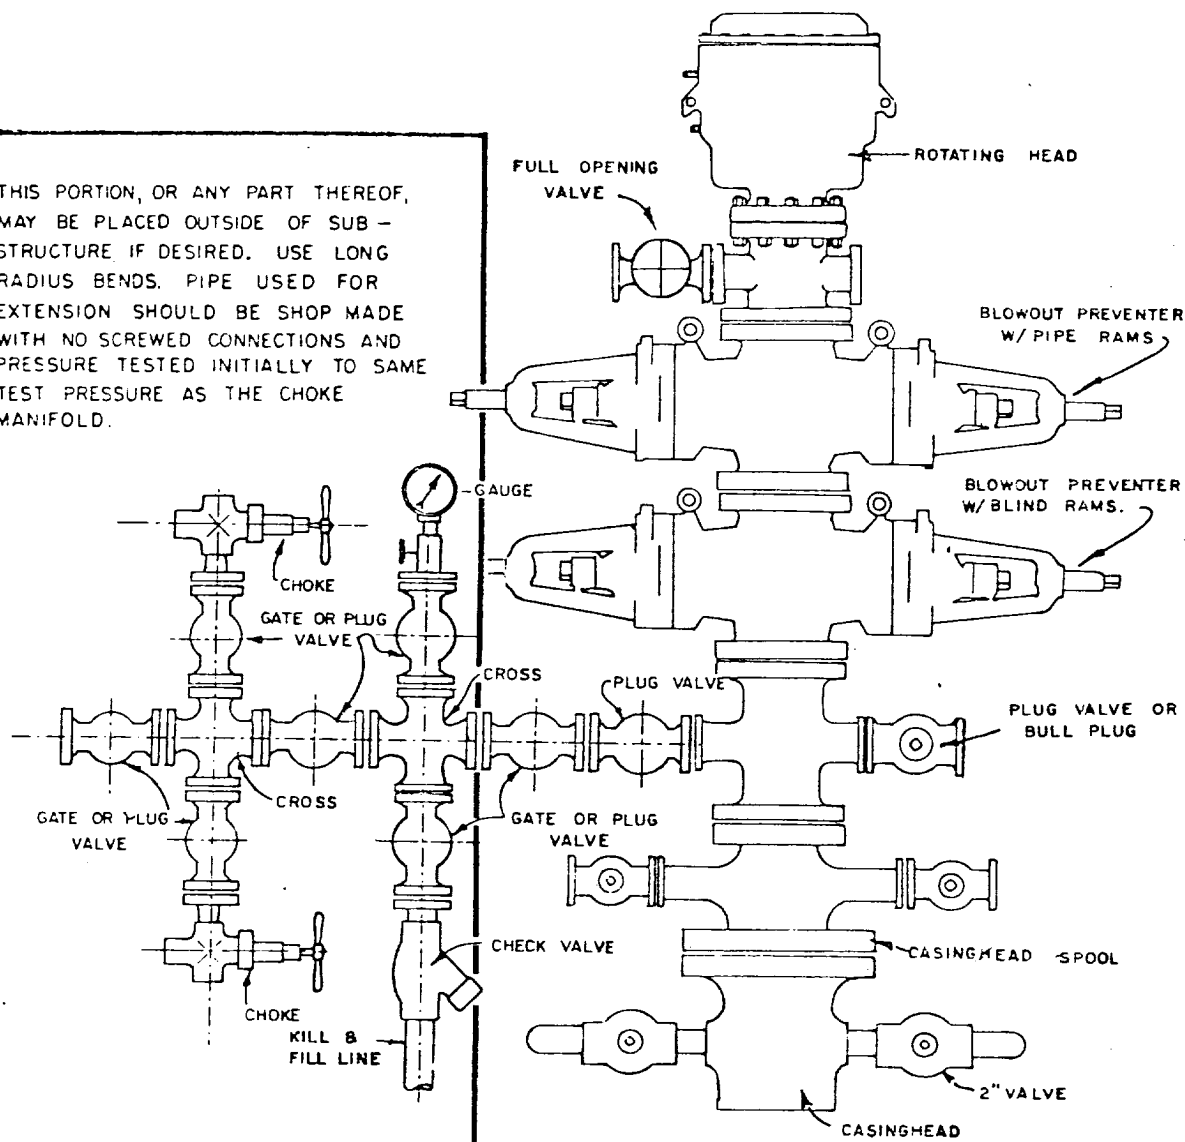 THIS PORTION, OR ANY PART THEREOF,
MAY BE PLACED OUTSIDE OF SUB-
STRUCTURE IF DESIRED. USE LONG
RADIUS BENDS. PIPE USED FOR
EXTENSION SHOULD BE SHOP MADE
WITH NO SCREWED CONNECTIONS AND
PRESSURE TESTED INITIALLY TO SAME
TEST PRESSURE AS THE CHOKE
MANIFOLD.
FULL OPENING
VALVE
ROTATING HEAD
BLOWOUT PREVENTER
W/ PIPE RAMS
GAUGE
BLOWOUT PREVENTER
W/ BLIND RAMS.
CHOKE
GATE OR PLUG
VALVE
CROSS
PLUG VALVE
PLUG VALVE OR
BULL PLUG
CROSS
GATE OR PLUG
VALVE
GATE OR PLUG
VALVE
CHECK VALVE
CASINGHEAD SPOOL
CHOKE
KILL &
FILL LINE
2" VALVE
CASINGHEAD